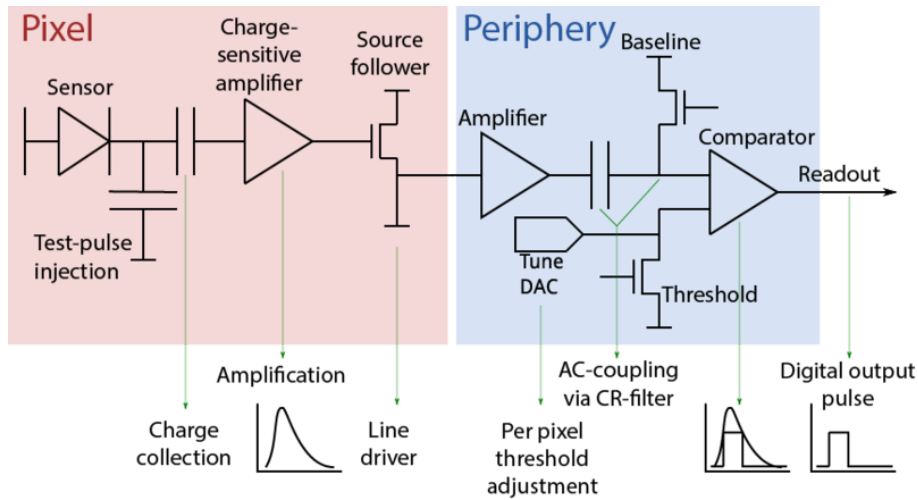 Pixel
Charge-
sensitive
amplifier
Source
follower
Sensor
Test-pulse
injection
Periphery
Baseline
Amplifier
Comparator
Readout
Tune
DAC
Threshold
Amplification
Charge
collection
Line
driver
AC-coupling
via CR-filter
Per pixel
threshold
adjustment
Digital output
pulse